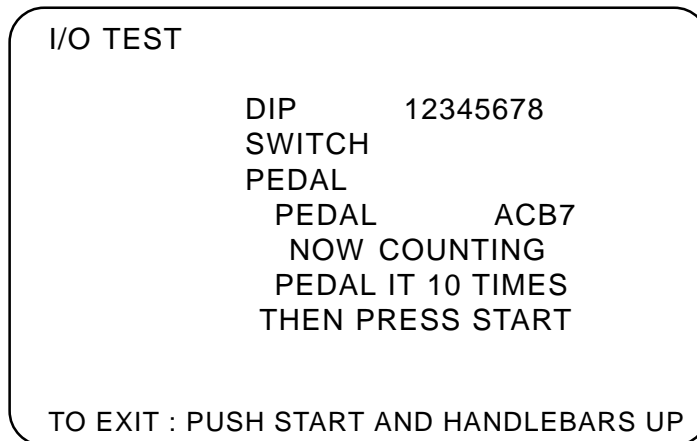 I/O TEST
DIP 12345678
SWITCH
PEDAL
PEDAL ACB7
NOW COUNTING
PEDAL IT 10 TIMES
THEN PRESS START
TO EXIT : PUSH START AND HANDLEBARS UP